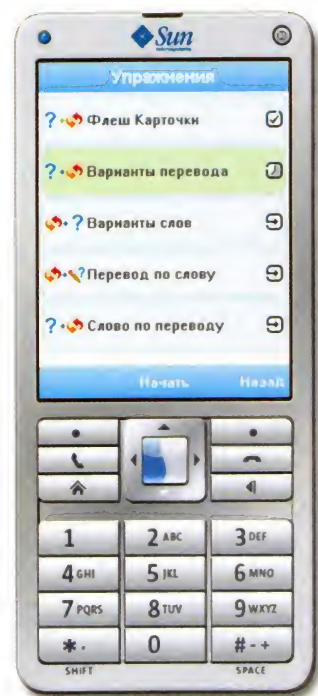 Sun
microsystems
Упражнения
? Флеш Карточки
? Варианты перевода
? Варианты слов
? Перевод по слову
? Слово по переводу
Начать Назад
1 2 ABC 3 DEF
4 GHI 5 JKL 6 MNO
7 PQRS 8 TUV 9 WXYZ
* . 0 # - +
SHIFT SPACE